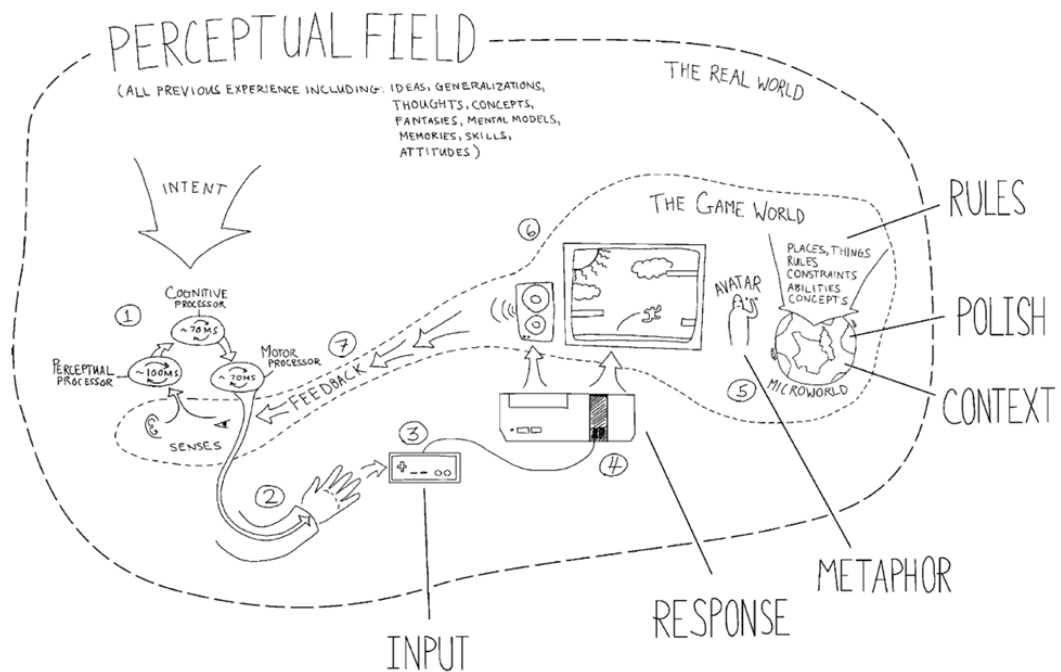 PERCEPTUAL FIELD
(ALL PREVIOUS EXPERIENCE INCLUDING: IDEAS, GENERALIZATIONS,
THOUGHTS, CONCEPTS,
FANTASIES, MENTAL MODELS,
MEMORIES, SKILLS,
ATTITUDES)
THE REAL WORLD
INTENT
THE GAME WORLD
RULES
PLACES, THINGS
RULES
CONSTRAINTS
ABILITIES
CONCEPTS
6
AVATAR
COGNITIVE
PROCESSOR
1
~70MS
7
MOTOR
PROCESSOR
PERCEPTUAL
PROCESSOR
~100MS
~70MS
FEEDBACK
POLISH
MICROWORLD
5
CONTEXT
SENSES
3
4
2
METAPHOR
RESPONSE
INPUT